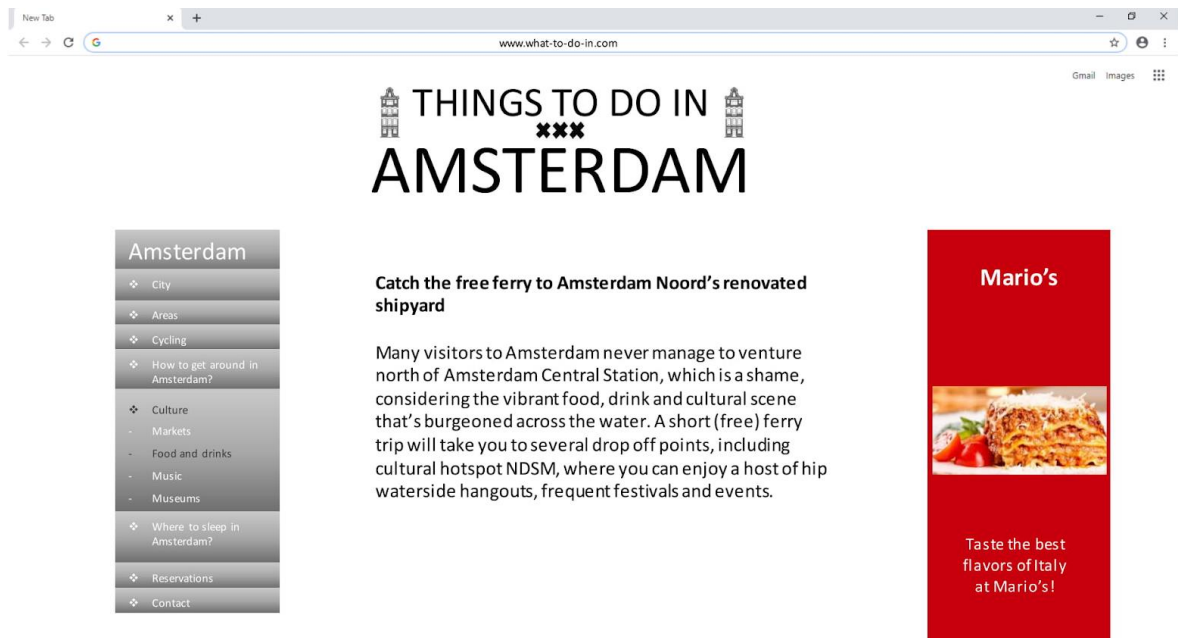 New Tab
www.what-to-do-in.com
Gmail Images
THINGS TO DO IN
XXX
AMSTERDAM
Amsterdam
City
Areas
Cycling
How to get around in
Amsterdam?
Culture
- Markets
- Food and drinks
- Music
- Museums
Where to sleep in
Amsterdam?
Reservations
Contact
Catch the free ferry to Amsterdam Noord's renovated
shipyard
Many visitors to Amsterdam never manage to venture
north of Amsterdam Central Station, which is a shame,
considering the vibrant food, drink and cultural scene
that's burgeoned across the water. A short (free) ferry
trip will take you to several drop off points, including
cultural hotspot NDSM, where you can enjoy a host of hip
waterside hangouts, frequent festivals and events.
Mario's
Taste the best
flavors of Italy
at Mario's!